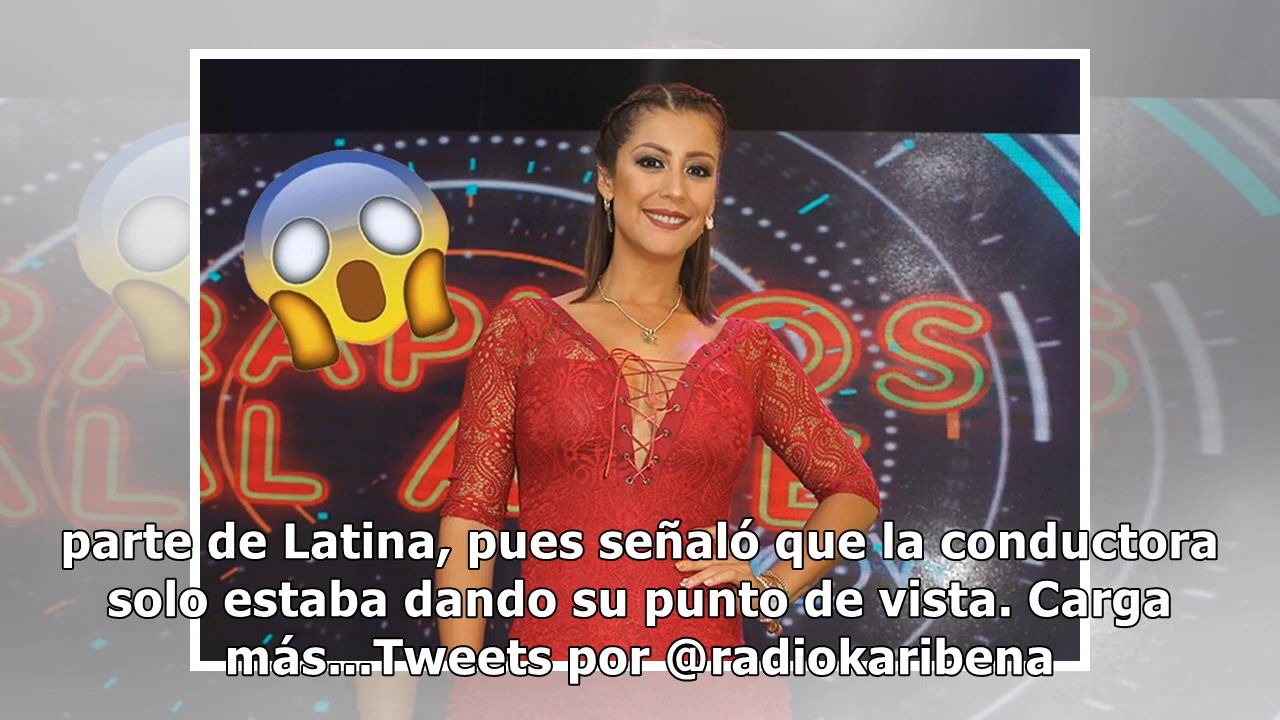 parte de Latina, pues señaló que la conductora
solo estaba dando su punto de vista. Carga
más...Tweets por @radiokaribena